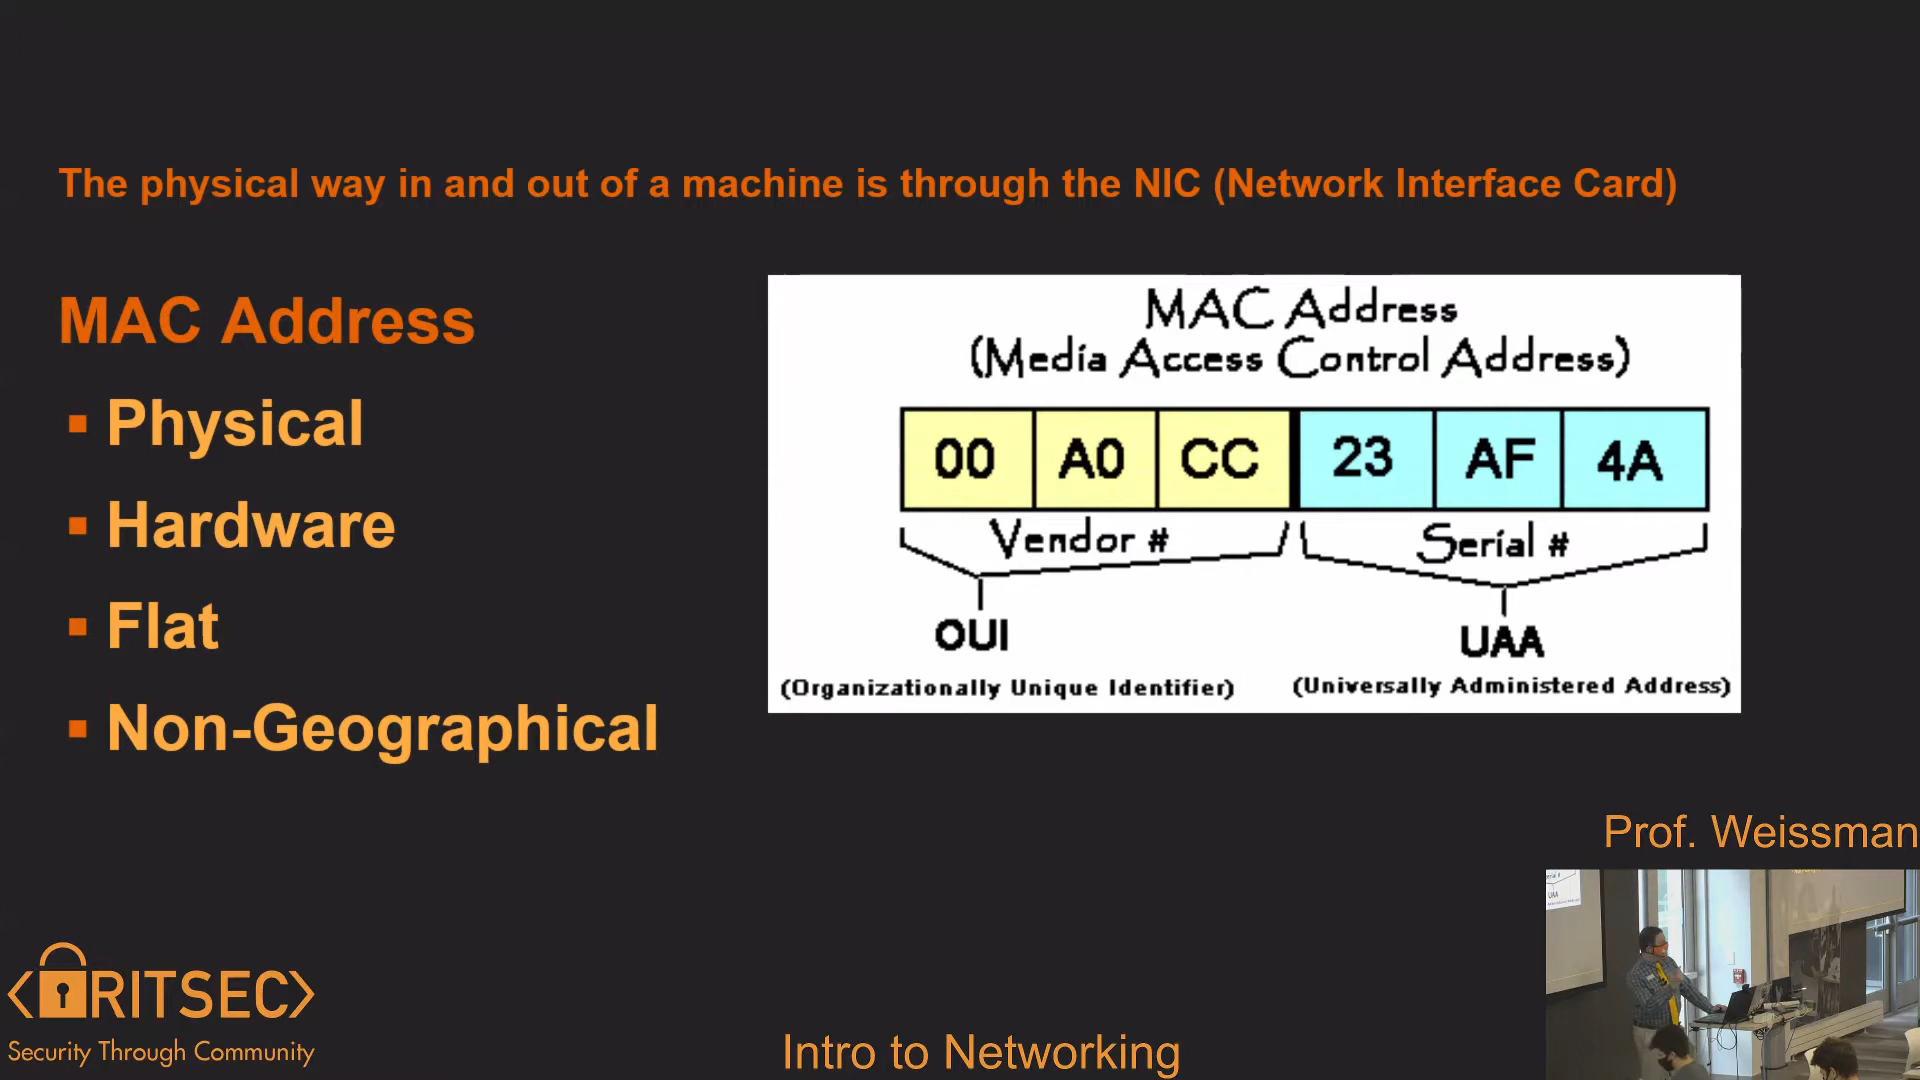 The physical way in and out of a machine is through the NIC (Network Interface Card)
MAC Address
▪ Physical
▪ Hardware
▪ Flat
▪ Non-Geographical
MAC Address
(Media Access Control Address)
00 A0 CC 23 AF 4A
Vendor # Serial #
OUI UAA
(Organizationally Unique Identifier) (Universally Administered Address)
Prof. Weissman
Serial #
UAA
RITSEC
Security Through Community
Intro to Networking